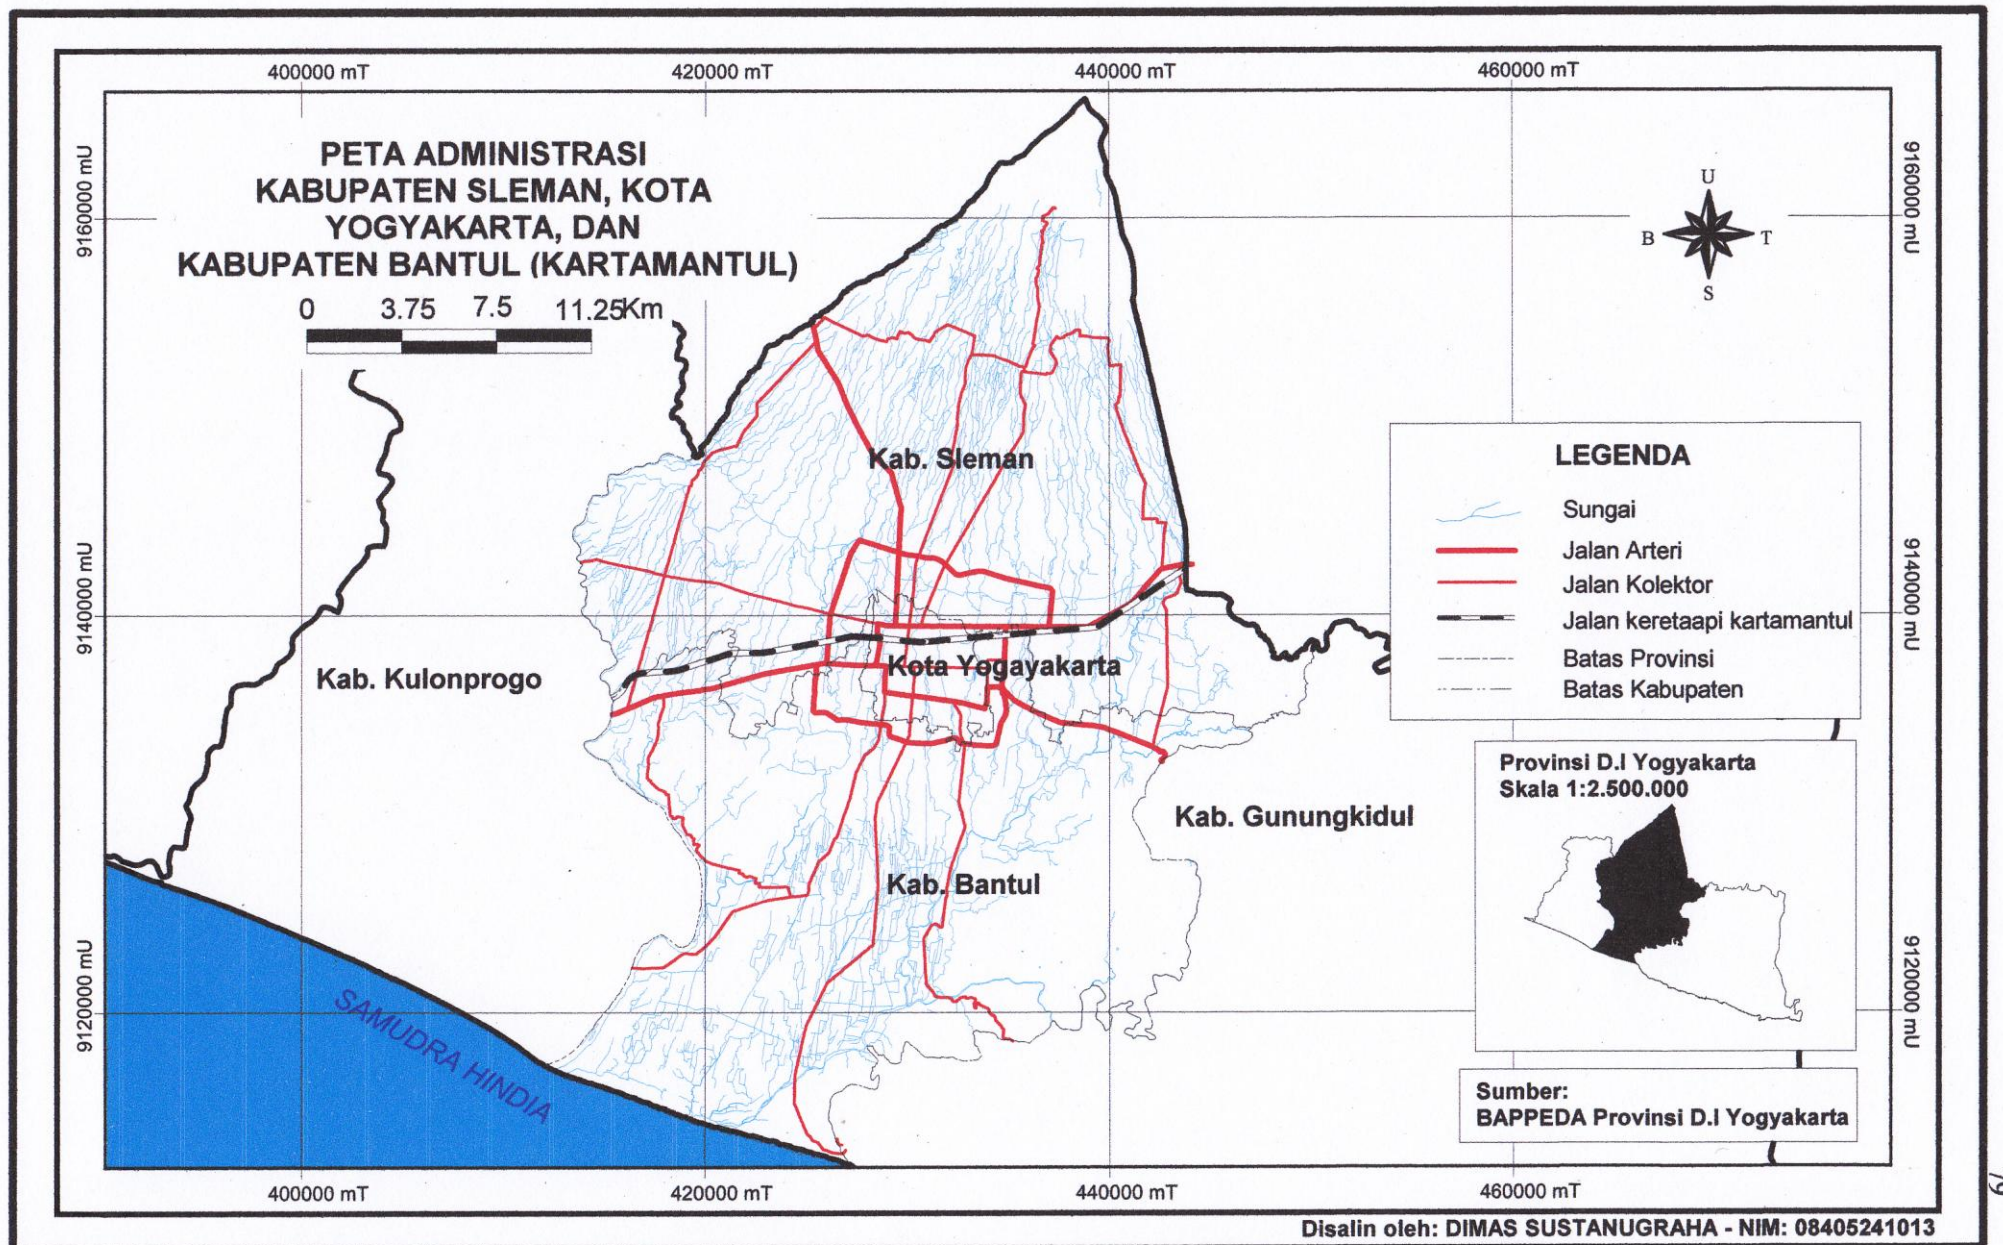 400000 mT
420000 mT
440000 mT
460000 mT
PETA ADMINISTRASI
KABUPATEN SLEMAN, KOTA
YOGYAKARTA, DAN
KABUPATEN BANTUL (KARTAMANTUL)
0 3.75 7.5 11.25Km
9160000 mU
9160000 mU
U
B
T
S
Kab. Sleman
LEGENDA
Sungai
Jalan Arteri
Jalan Kolektor
Jalan keretaapi kartamantul
Batas Provinsi
Batas Kabupaten
9140000 mU
9140000 mU
Kab. Kulonprogo
Kota Yogayakarta
Kab. Gunungkidul
Kab. Bantul
Provinsi D.I Yogyakarta
Skala 1:2.500.000
9120000 mU
9120000 mU
SAMUDRA HINDIA
Sumber:
BAPPEDA Provinsi D.I Yogyakarta
400000 mT
420000 mT
440000 mT
460000 mT
Disalin oleh: DIMAS SUSTANUGRAHA - NIM: 08405241013